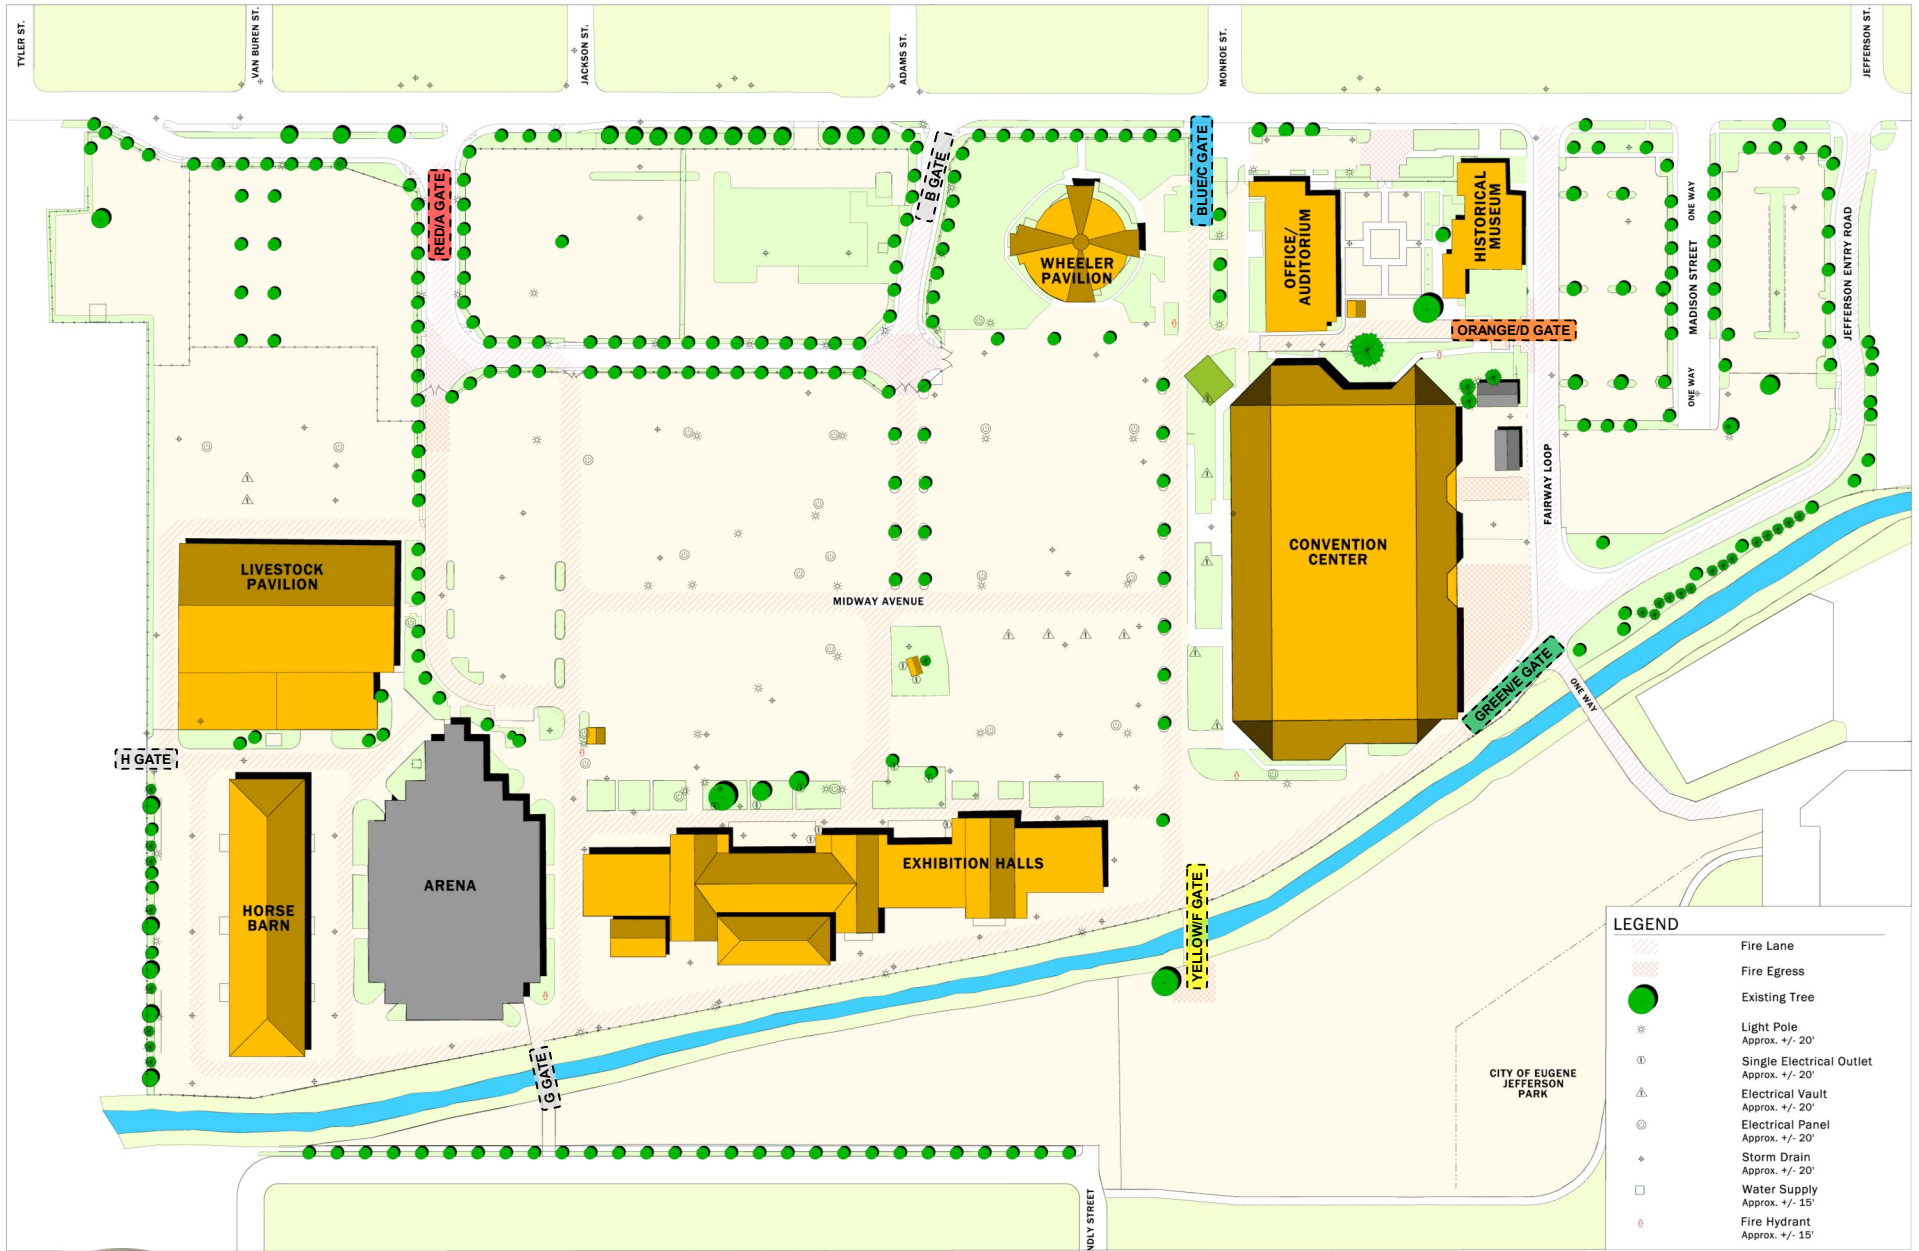 TYLER ST.
VAN BUREN ST.
JACKSON ST.
ADAMS ST.
MONROE ST.
JEFFERSON ST.
RED/A GATE
B GATE
BLUE/C GATE
WHEELER
PAVILION
OFFICE/
AUDITORIUM
HISTORICAL
MUSEUM
ORANGE/D GATE
ONE WAY
MADISON STREET
ONE WAY
JEFFERSON ENTRY ROAD
FAIRWAY LOOP
CONVENTION
CENTER
LIVESTOCK
PAVILION
MIDWAY AVENUE
GREEN/E GATE
ONE WAY
H GATE
HORSE
BARN
ARENA
EXHIBITION HALLS
YELLOW/F GATE
G GATE
CITY OF EUGENE
JEFFERSON
PARK
NDLY STREET
LEGEND
Fire Lane
Fire Egress
Existing Tree
Light Pole
Approx. +/- 20'
Single Electrical Outlet
Approx. +/- 20'
Electrical Vault
Approx. +/- 20'
Electrical Panel
Approx. +/- 20'
Storm Drain
Approx. +/- 20'
Water Supply
Approx. +/- 15'
Fire Hydrant
Approx. +/- 15'